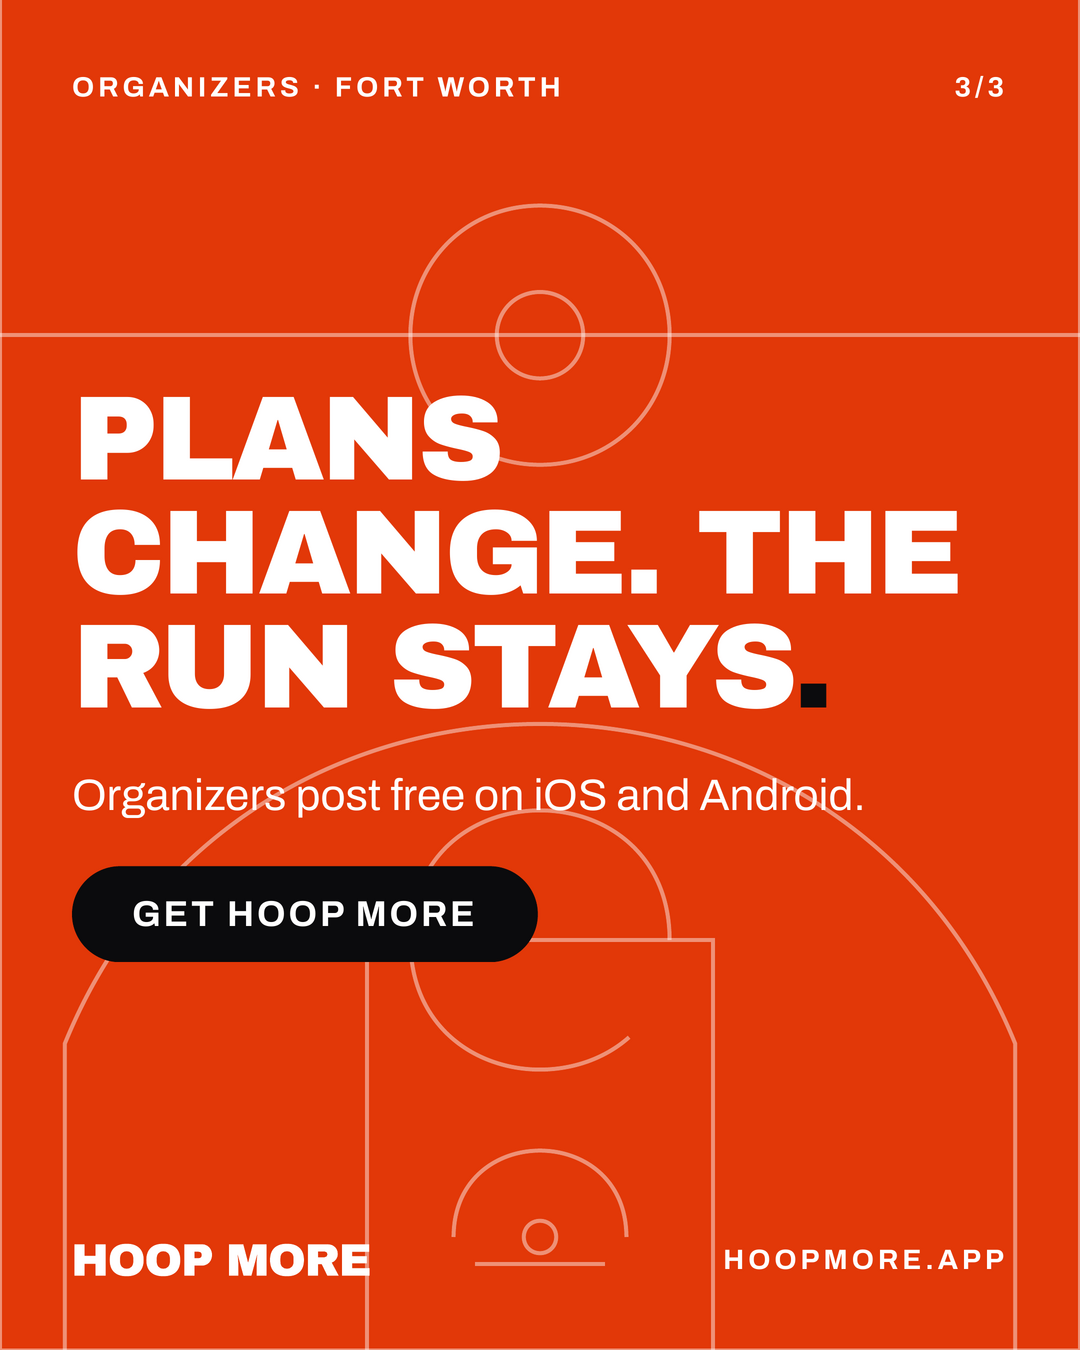 ORGANIZERS · FORT WORTH
3/3
PLANS
CHANGE. THE
RUN STAYS.
Organizers post free on iOS and Android.
GET HOOP MORE
HOOP MORE
HOOPMORE.APP